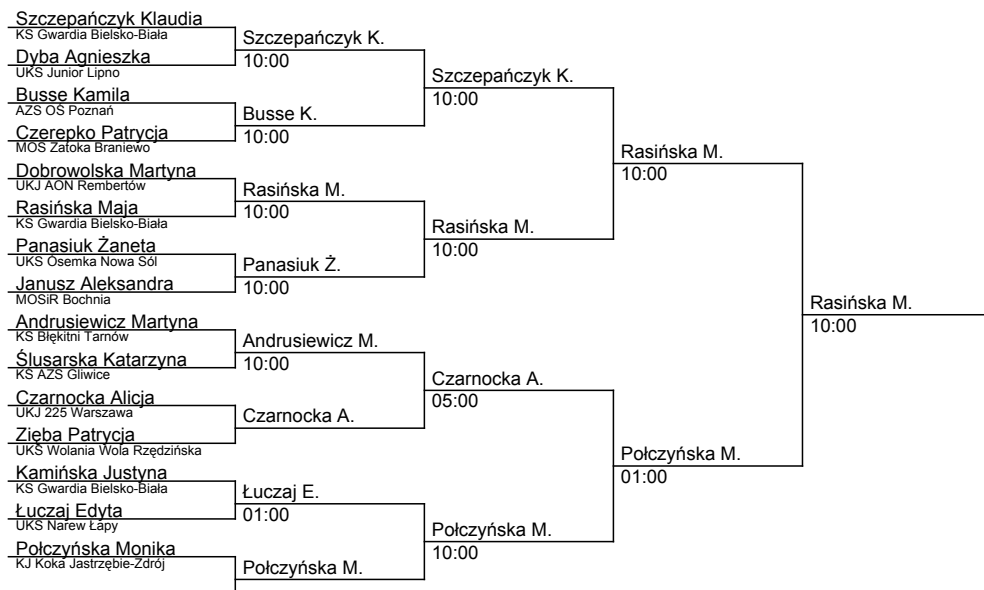 Szczepańczyk Klaudia
KS Gwardia Bielsko-Biała
Szczepańczyk K.
10:00
Dyba Agnieszka
UKS Junior Lipno
Szczepańczyk K.
10:00
Busse Kamila
AZS OŚ Poznań
Busse K.
10:00
Czerepko Patrycja
MOS Zatoka Braniewo
Rasińska M.
10:00
Dobrowolska Martyna
UKJ AON Rembertów
Rasińska M.
10:00
Rasińska Maja
KS Gwardia Bielsko-Biała
Rasińska M.
10:00
Panasiuk Żaneta
UKS Ósemka Nowa Sól
Panasiuk Ż.
10:00
Janusz Aleksandra
MOSiR Bochnia
Rasińska M.
10:00
Andrusiewicz Martyna
KS Błękitni Tarnów
Andrusiewicz M.
10:00
Ślusarska Katarzyna
KS AZS Gliwice
Czarnocka A.
05:00
Czarnocka Alicja
UKJ 225 Warszawa
Czarnocka A.
Zięba Patrycja
UKS Wolania Wola Rzędzińska
Połczyńska M.
01:00
Kamińska Justyna
KS Gwardia Bielsko-Biała
Łuczaj E.
01:00
Łuczaj Edyta
UKS Narew Łapy
Połczyńska M.
10:00
Połczyńska Monika
KJ Koka Jastrzębie-Zdrój
Połczyńska M.